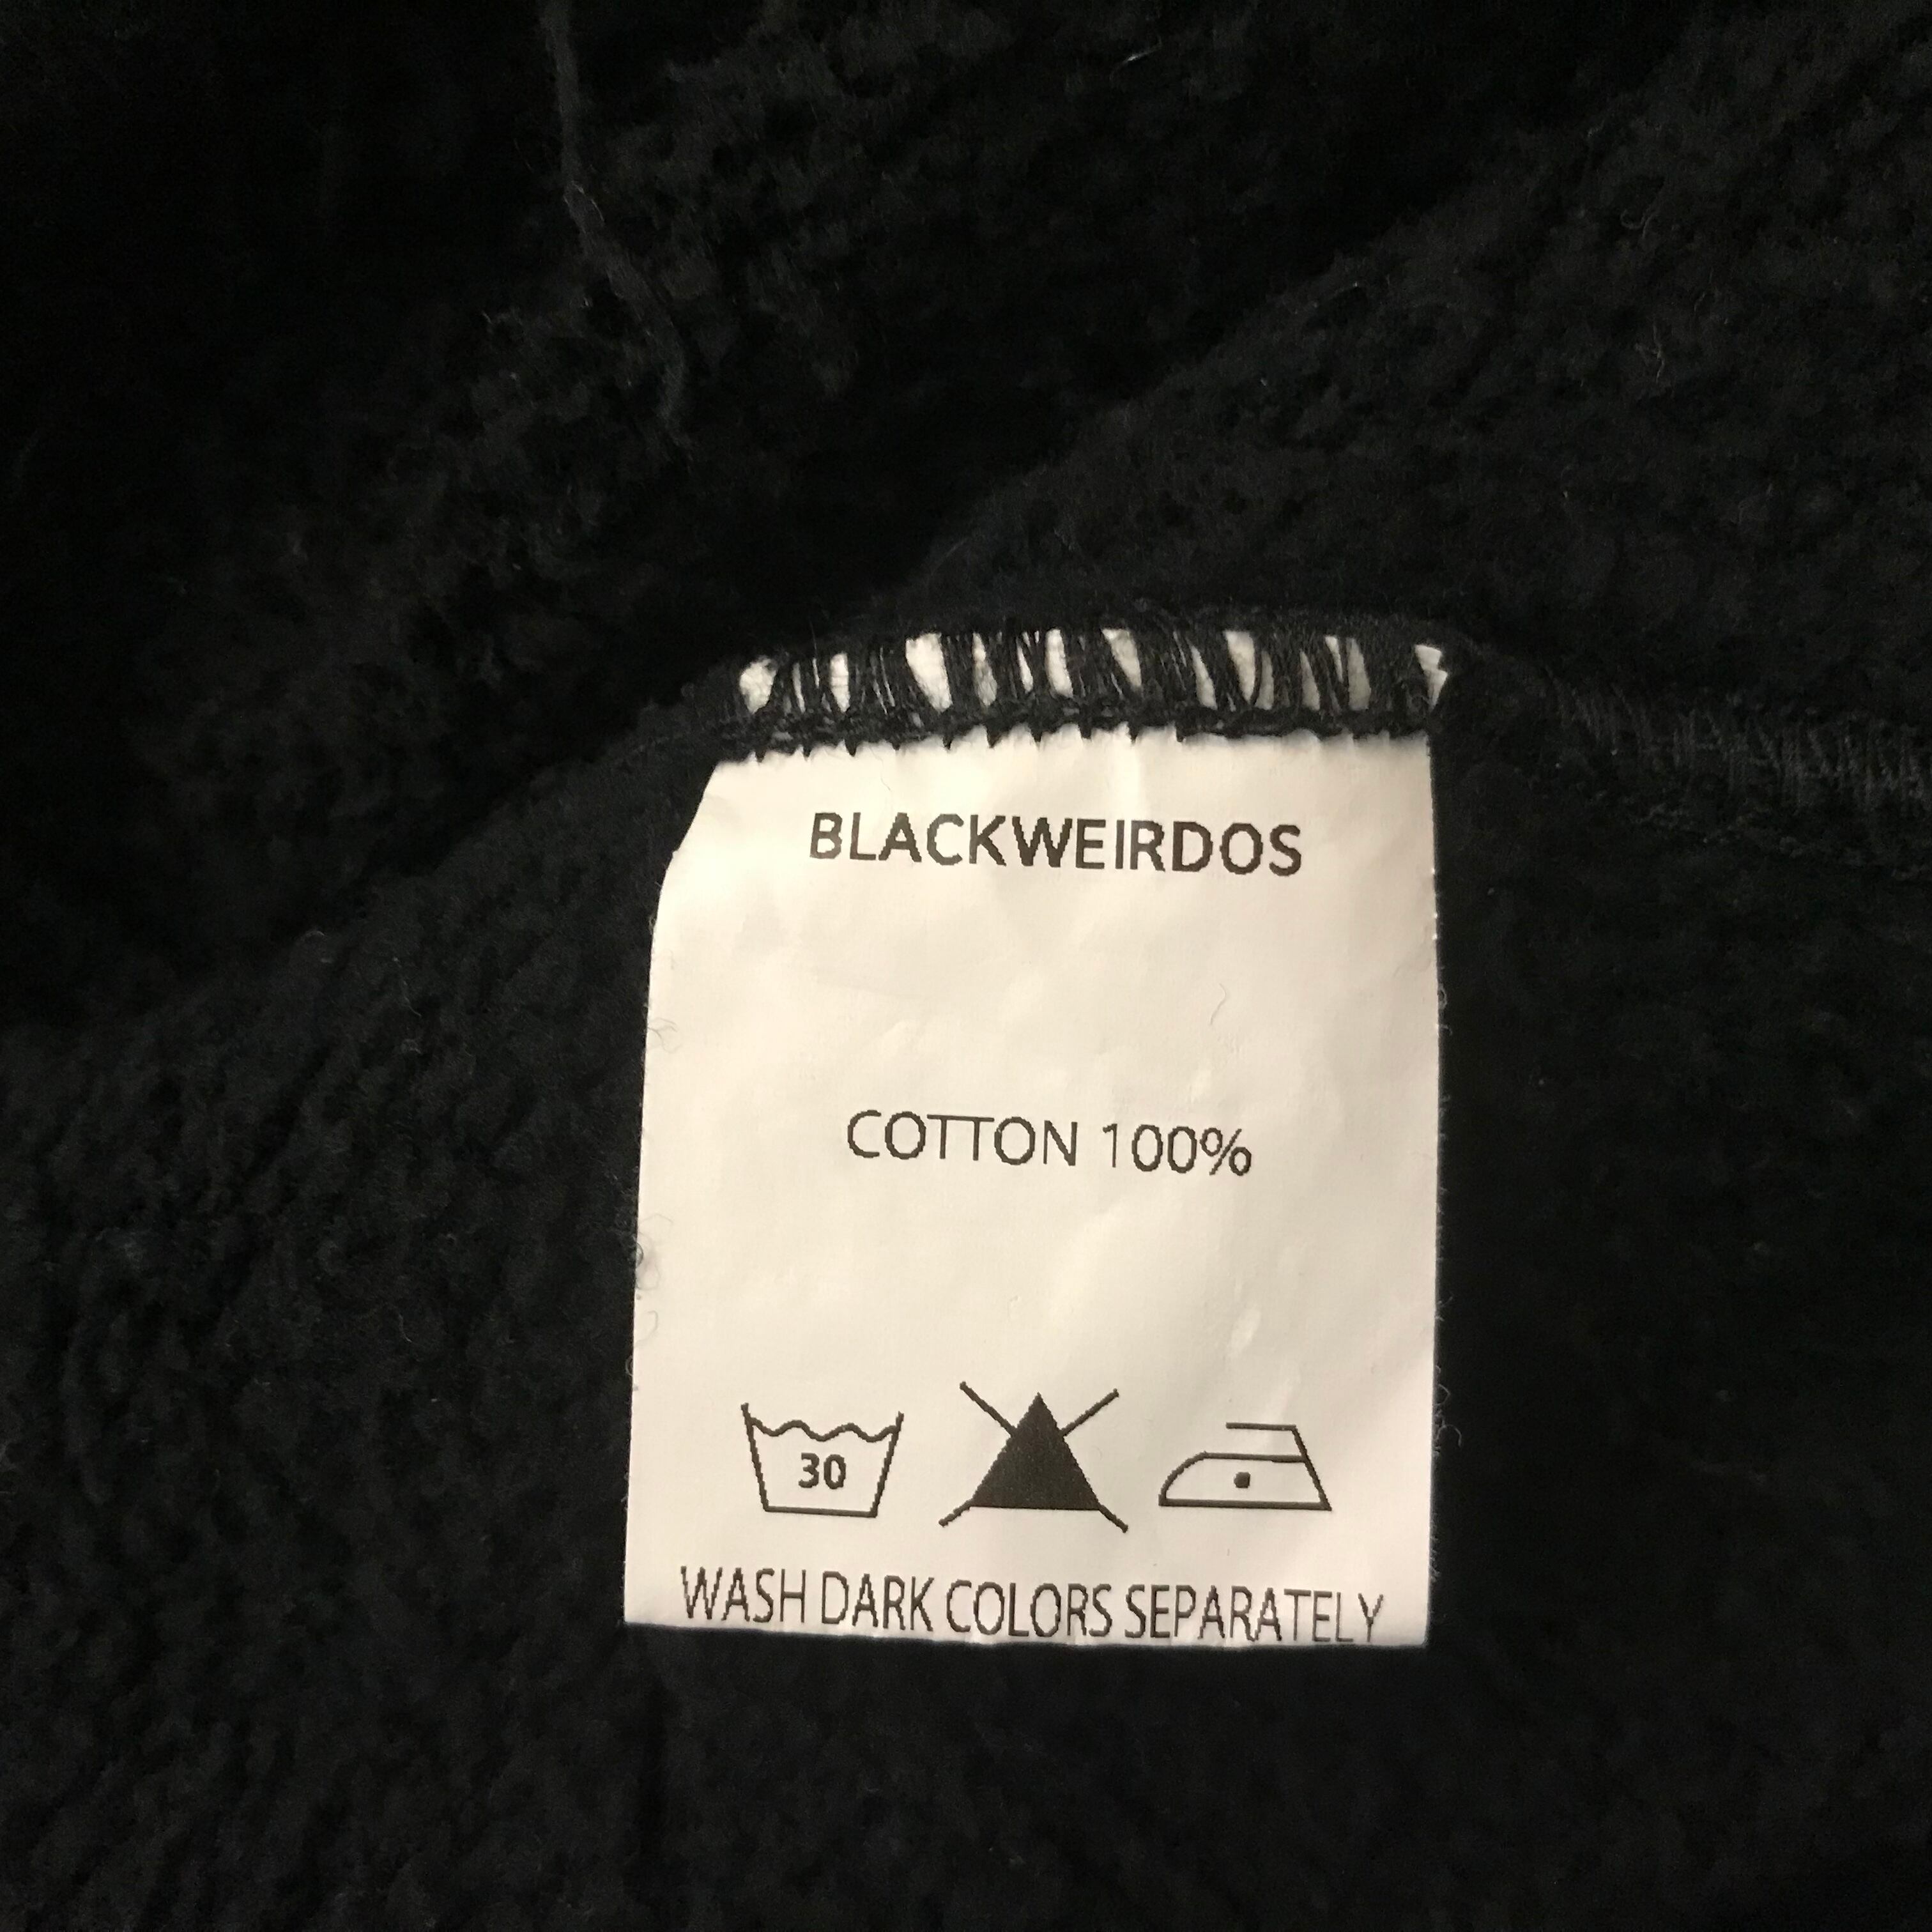 BLACKWEIRDOS
COTTON 100%
30
WASH DARK COLORS SEPARATELY